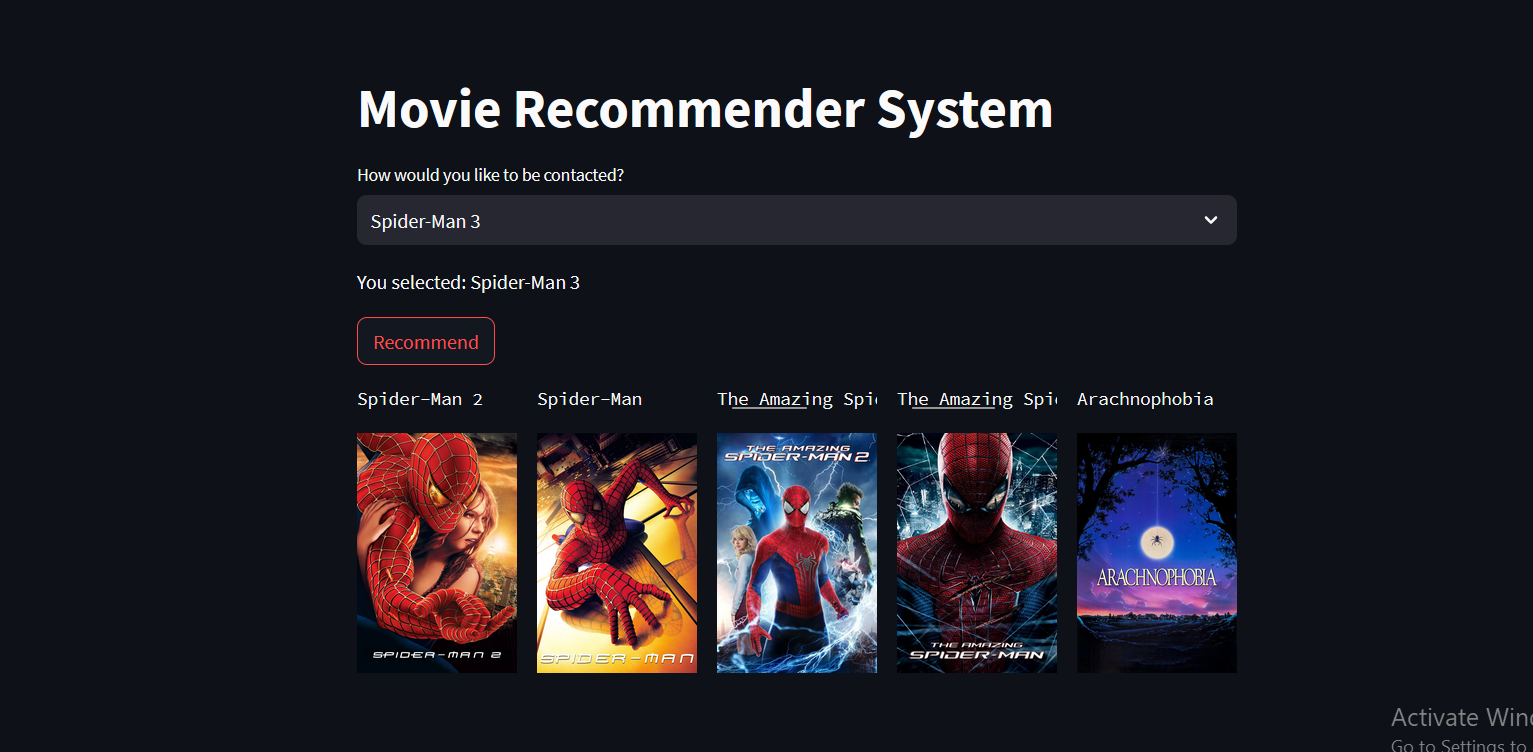 Movie Recommender System
How would you like to be contacted?
Spider-Man 3
You selected: Spider-Man 3
Recommend
Spider-Man 2
Spider-Man
The Amazing Spi
The Amazing Spi
Arachnophobia
SPIDER-MAN 2
SPIDER-MAN
THE AMAZING
SPIDER-MAN 2
THE AMAZING
SPIDER-MAN
ARACHNOPHOBIA
Activate Win
Go to Settings to